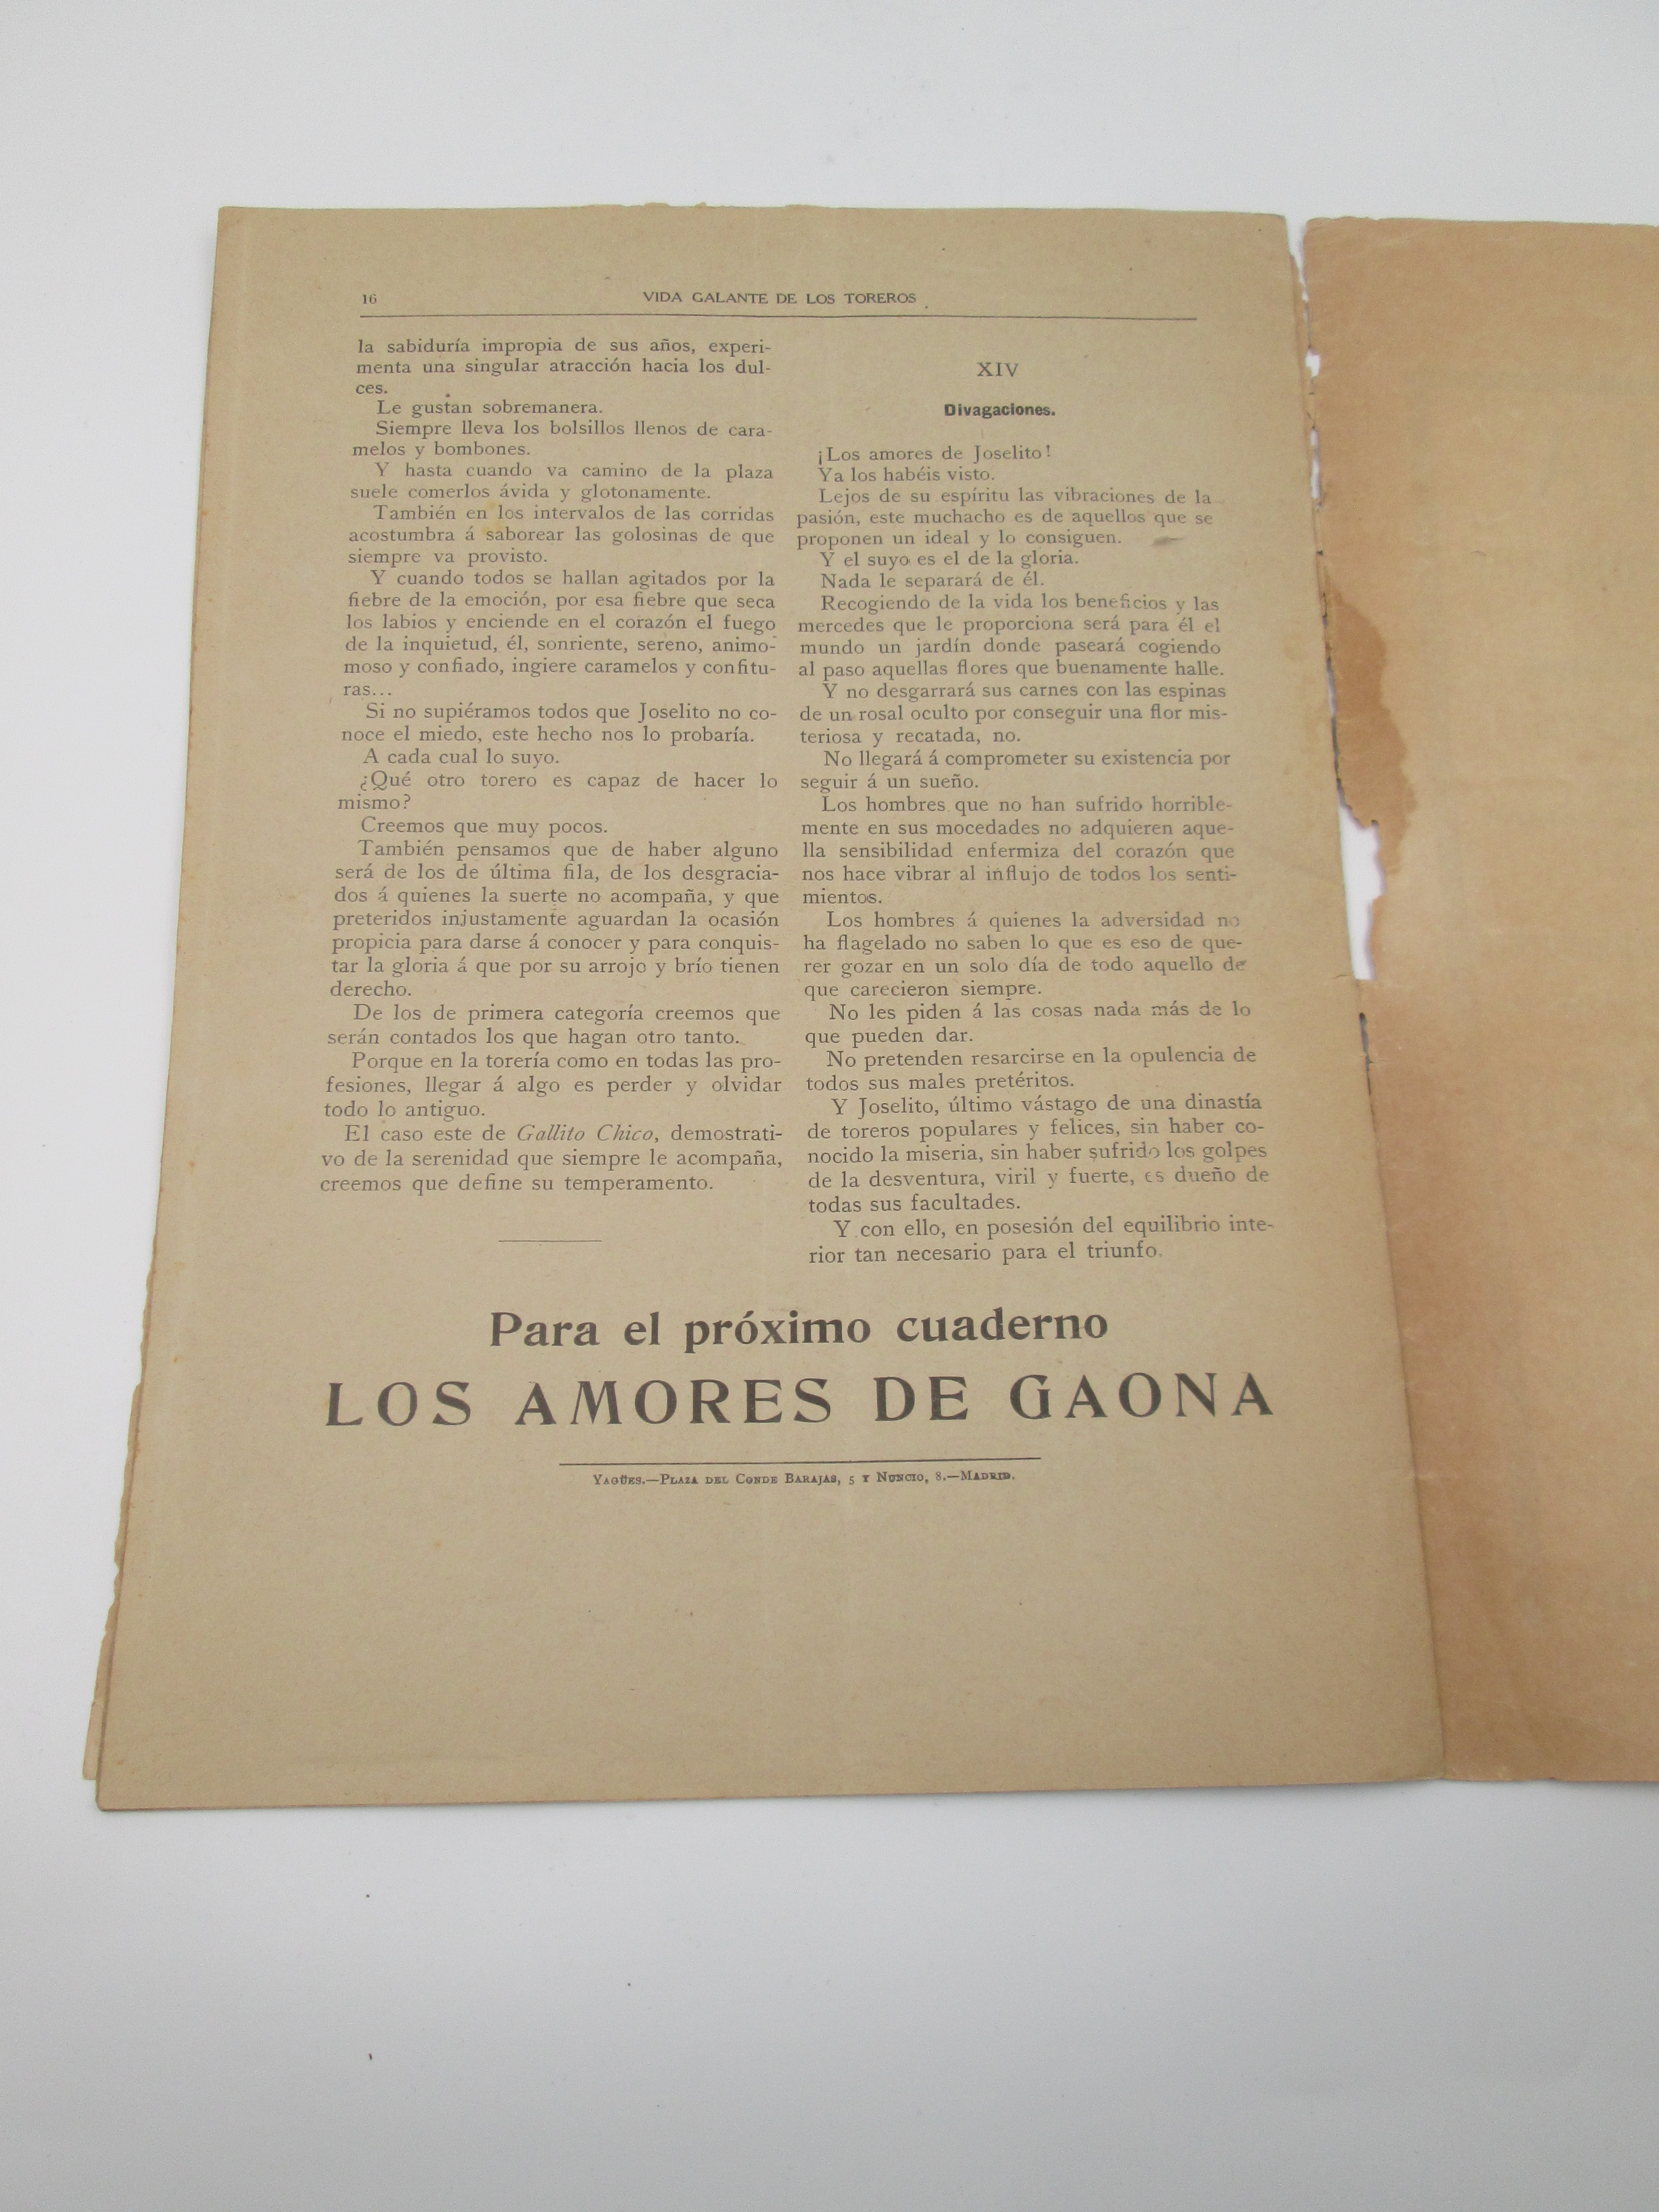 16
VIDA GALANTE DE LOS TOREROS
la sabiduría impropia de sus años, experi-
menta una singular atracción hacia los dul-
ces.
Le gustan sobremanera.
Siempre lleva los bolsillos llenos de cara-
melos y bombones.
Y hasta cuando va camino de la plaza
suele comerlos ávida y glotonamente.
También en los intervalos de las corridas
acostumbra á saborear las golosinas de que
siempre va provisto.
Y cuando todos se hallan agitados por la
fiebre de la emoción, por esa fiebre que seca
los labios y enciende en el corazón el fuego
de la inquietud, él, sonriente, sereno, animo-
moso y confiado, ingiere caramelos y confitu-
ras...
Si no supiéramos todos que Joselito no co-
noce el miedo, este hecho nos lo probaría.
A cada cual lo suyo.
¿Qué otro torero es capaz de hacer lo
mismo?
Creemos que muy pocos.
También pensamos que de haber alguno
será de los de última fila, de los desgracia-
dos á quienes la suerte no acompaña, y que
preteridos injustamente aguardan la ocasión
propicia para darse á conocer y para conquis-
tar la gloria á que por su arrojo y brío tienen
derecho.
De los de primera categoría creemos que
serán contados los que hagan otro tanto.
Porque en la torería como en todas las pro-
fesiones, llegar á algo es perder y olvidar
todo lo antiguo.
El caso este de Gallito Chico, demostrati-
vo de la serenidad que siempre le acompaña,
creemos que define su temperamento.
XIV
Divagaciones.
¡Los amores de Joselito!
Ya los habéis visto.
Lejos de su espíritu las vibraciones de la
pasión, este muchacho es de aquellos que se
proponen un ideal y lo consiguen.
Y el suyo es el de la gloria.
Nada le separará de él.
Recogiendo de la vida los beneficios y las
mercedes que le proporciona será para él el
mundo un jardín donde paseará cogiendo
al paso aquellas flores que buenamente halle.
Y no desgarrará sus carnes con las espinas
de un rosal oculto por conseguir una flor mis-
teriosa y recatada, no.
No llegará á comprometer su existencia por
seguir á un sueño.
Los hombres que no han sufrido horrible-
mente en sus mocedades no adquieren aque-
lla sensibilidad enfermiza del corazón que
nos hace vibrar al influjo de todos los senti-
mientos.
Los hombres á quienes la adversidad no
ha flagelado no saben lo que es eso de que-
rer gozar en un solo día de todo aquello de
que carecieron siempre.
No les piden á las cosas nada más de lo
que pueden dar.
No pretenden resarcirse en la opulencia de
todos sus males pretéritos.
Y Joselito, último vástago de una dinastía
de toreros populares y felices, sin haber co-
nocido la miseria, sin haber sufrido los golpes
de la desventura, viril y fuerte, es dueño de
todas sus facultades.
Y con ello, en posesión del equilibrio inte-
rior tan necesario para el triunfo.
Para el próximo cuaderno
LOS AMORES DE GAONA
YAGÜES.—PLAZA DEL CONDE BARAJAS, 5 Y NUNCIO, 8.—MADRID.